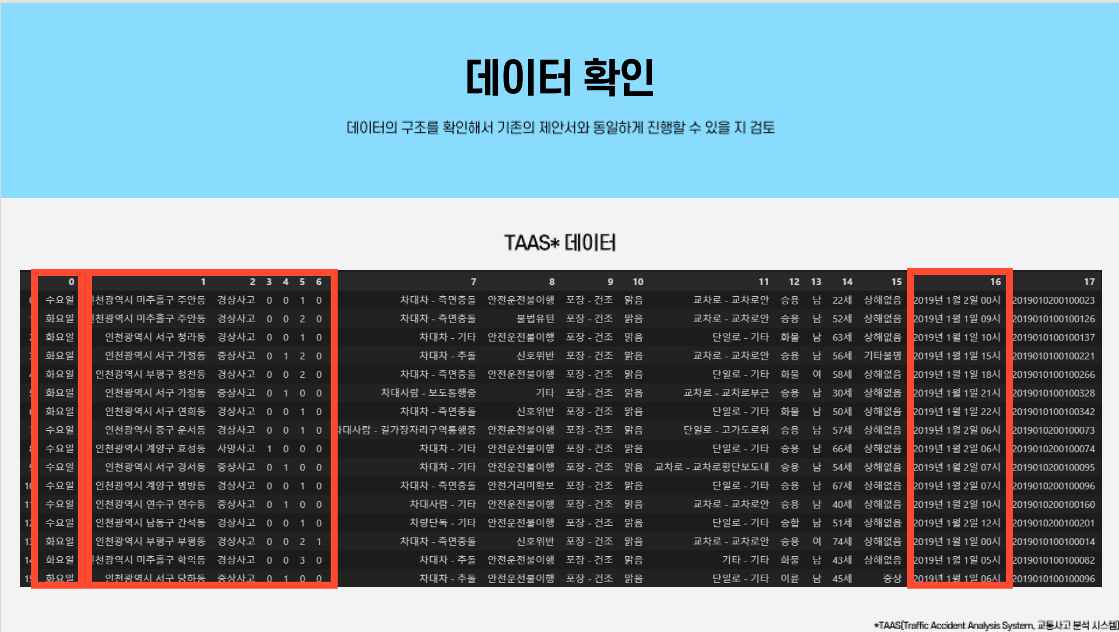 데이터 확인
데이터의 구조를 확인해서 기존의 제안서와 동일하게 진행할 수 있을 지 검토
TAAS* 데이터
0 1 2 3 4 5 6 7 8 9 10 11 12 13 14 15 16 17
수요일 인천광역시 미추홀구 주안동 경상사고 0 0 1 0 차대차 - 측면충돌 안전운전불이행 포장 - 건조 맑음 교차로 - 교차로안 승용 남 22세 상해없음 2019년 1월 2일 00시 2019010200100023
1 화요일 인천광역시 미추홀구 주안동 경상사고 0 0 2 0 차대차 - 측면충돌 불법유턴 포장 - 건조 맑음 교차로 - 교차로안 승용 남 52세 상해없음 2019년 1월 1일 09시 2019010100100126
화요일 인천광역시 서구 청라동 경상사고 0 0 1 0 차대차 - 기타 안전운전불이행 포장 - 건조 맑음 단일로 - 기타 화물 남 63세 상해없음 2019년 1월 1일 10시 2019010100100137
화요일 인천광역시 서구 가정동 중상사고 0 1 2 0 차대차 - 추돌 신호위반 포장 - 건조 맑음 교차로 - 교차로안 승용 남 56세 기타불명 2019년 1월 1일 15시 2019010100100221
화요일 인천광역시 부평구 청천동 경상사고 0 0 2 0 차대차 - 측면충돌 안전운전불이행 포장 - 건조 맑음 단일로 - 기타 화물 여 58세 상해없음 2019년 1월 1일 18시 2019010100100266
화요일 인천광역시 서구 가정동 중상사고 0 1 0 0 차대사람 - 보도통행중 기타 포장 - 건조 맑음 교차로 - 교차로부근 승용 남 30세 상해없음 2019년 1월 1일 21시 2019010100100328
화요일 인천광역시 서구 연희동 경상사고 0 0 1 0 차대차 - 측면충돌 신호위반 포장 - 건조 맑음 단일로 - 기타 화물 남 50세 상해없음 2019년 1월 1일 22시 2019010100100342
수요일 인천광역시 중구 운서동 경상사고 0 0 1 0 차대사람 - 길가장자리구역통행중 안전운전불이행 포장 - 건조 맑음 단일로 - 고가도로위 승용 남 57세 상해없음 2019년 1월 2일 06시 2019010200100073
수요일 인천광역시 계양구 효성동 사망사고 1 0 0 0 차대차 - 기타 안전운전불이행 포장 - 건조 맑음 단일로 - 기타 승용 남 66세 상해없음 2019년 1월 2일 06시 2019010200100074
수요일 인천광역시 서구 경서동 중상사고 0 1 0 0 차대차 - 기타 안전운전불이행 포장 - 건조 맑음 교차로 - 교차로횡단보도내 승용 남 54세 상해없음 2019년 1월 2일 07시 2019010200100095
수요일 인천광역시 계양구 병방동 경상사고 0 0 1 0 차대차 - 측면충돌 안전거리미확보 포장 - 건조 맑음 단일로 - 기타 승용 남 67세 상해없음 2019년 1월 2일 07시 2019010200100096
수요일 인천광역시 연수구 연수동 중상사고 0 1 0 0 차대사람 - 기타 안전운전불이행 포장 - 건조 맑음 교차로 - 교차로안 승용 남 40세 상해없음 2019년 1월 2일 10시 2019010200100160
수요일 인천광역시 남동구 간석동 경상사고 0 0 1 0 차량단독 - 기타 안전운전불이행 포장 - 건조 맑음 단일로 - 기타 승합 남 51세 상해없음 2019년 1월 2일 12시 2019010200100201
화요일 인천광역시 부평구 부평동 경상사고 0 0 2 1 차대차 - 측면충돌 신호위반 포장 - 건조 맑음 교차로 - 교차로안 승용 여 74세 상해없음 2019년 1월 1일 00시 2019010100100014
화요일 인천광역시 미추홀구 학익동 경상사고 0 0 3 0 차대차 - 추돌 안전운전불이행 포장 - 건조 맑음 기타 - 기타 화물 남 43세 상해없음 2019년 1월 1일 05시 2019010100100082
화요일 인천광역시 서구 당하동 중상사고 0 1 0 0 차대차 - 추돌 안전운전불이행 포장 - 건조 맑음 단일로 - 기타 이륜 남 45세 중상 2019년 1월 1일 06시 2019010100100096
*TAAS(Traffic Accident Analysis System, 교통사고 분석 시스템)